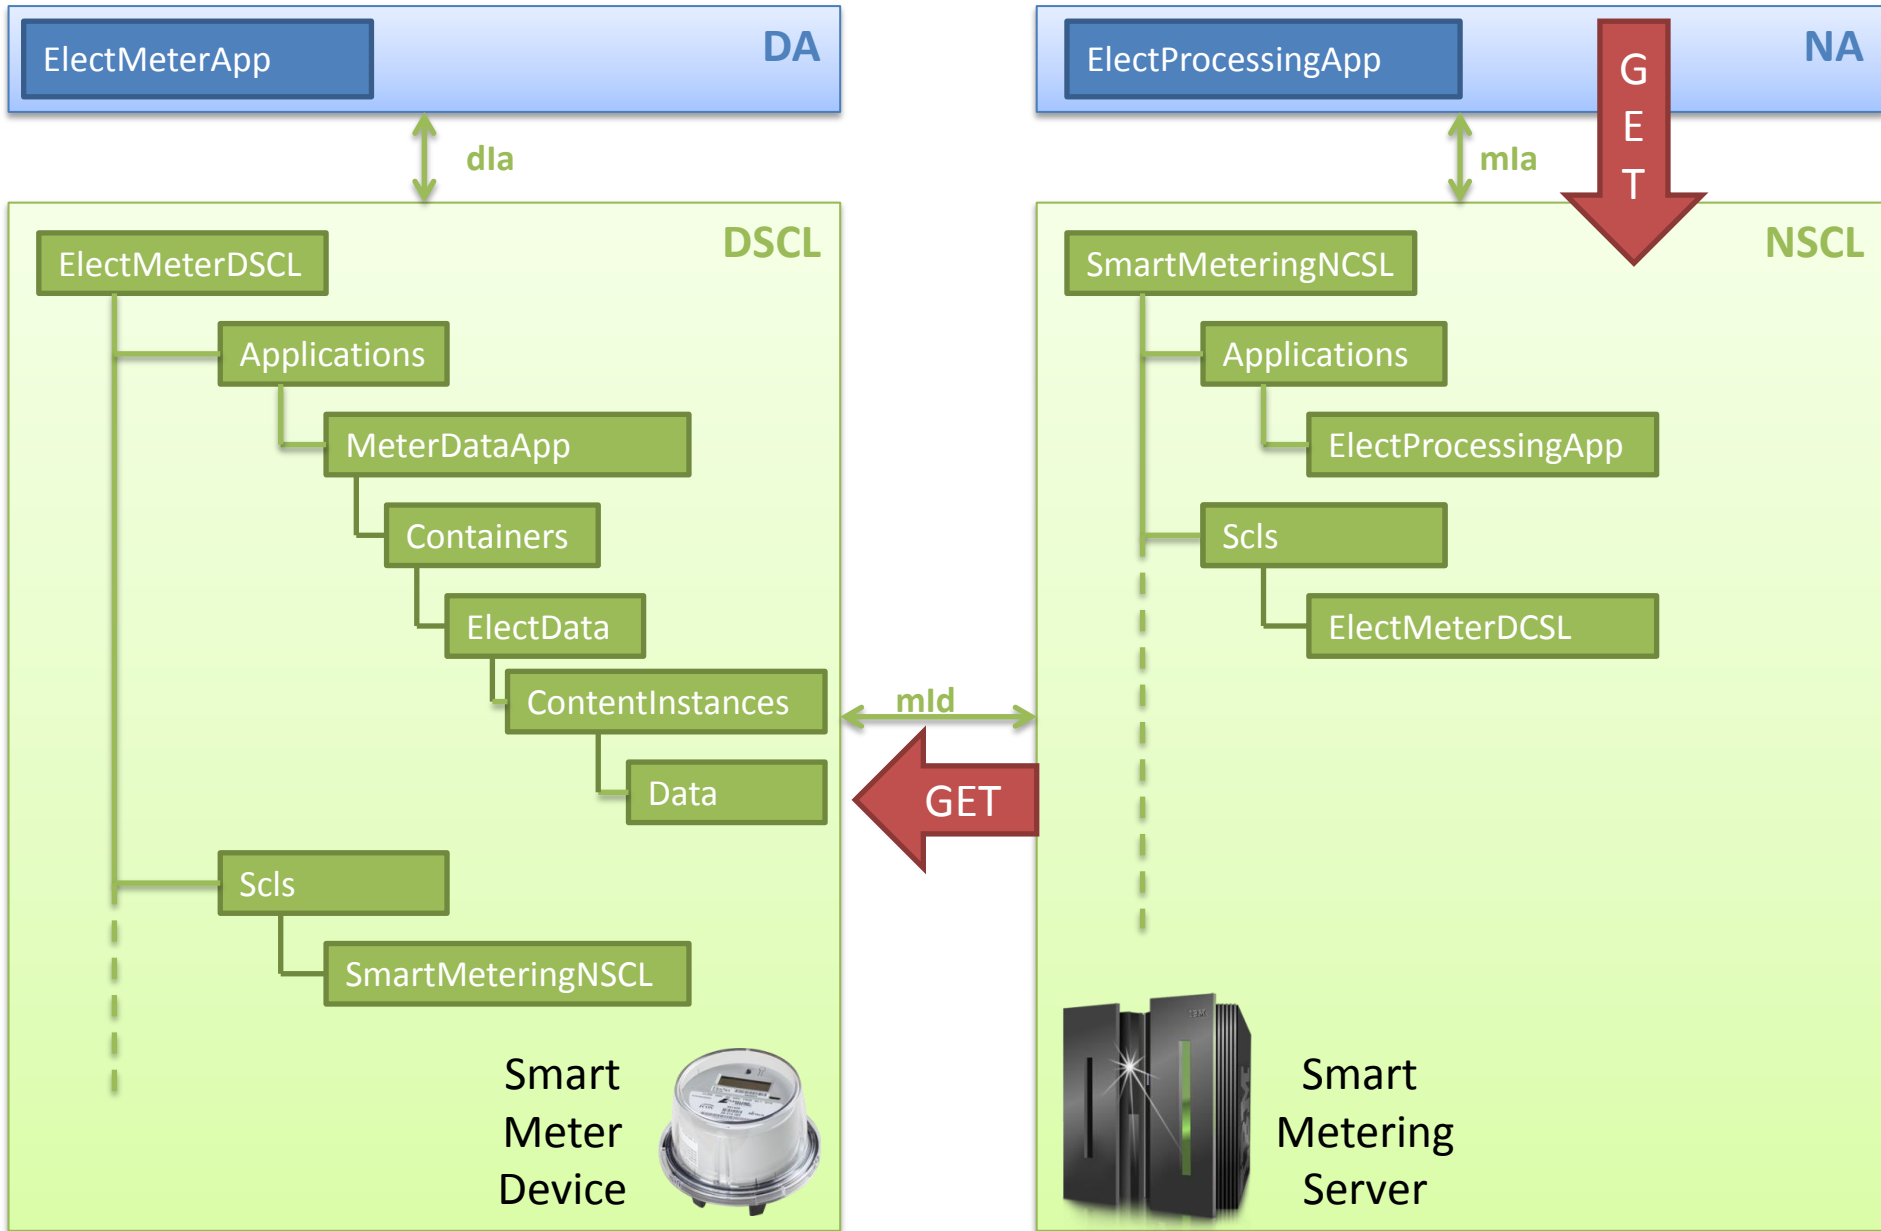 ElectMeterApp
DA
dIa
DSCL
ElectMeterDSCL
Applications
MeterDataApp
Containers
ElectData
ContentInstances
Data
Scls
SmartMeteringNSCL
Smart
Meter
Device
mId
GET
ElectProcessingApp
NA
G
E
T
mIa
NSCL
SmartMeteringNCSL
Applications
ElectProcessingApp
Scls
ElectMeterDCSL
Smart
Metering
Server